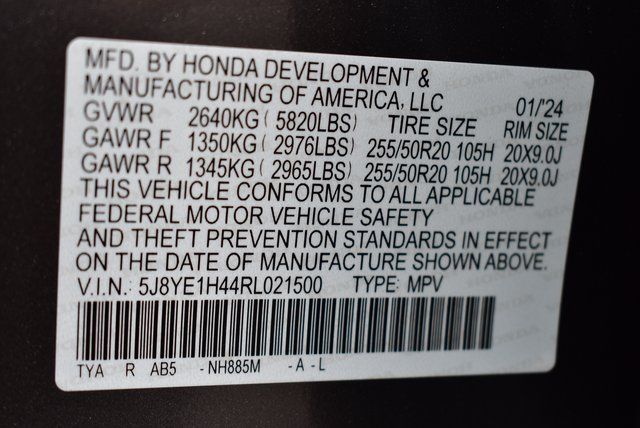 MFD. BY HONDA DEVELOPMENT &
MANUFACTURING OF AMERICA, LLC 01/'24
GVWR 2640KG ( 5820LBS) TIRE SIZE RIM SIZE
GAWR F 1350KG ( 2976LBS) 255/50R20 105H 20X9.0J
GAWR R 1345KG ( 2965LBS) 255/50R20 105H 20X9.0J
THIS VEHICLE CONFORMS TO ALL APPLICABLE
FEDERAL MOTOR VEHICLE SAFETY
AND THEFT PREVENTION STANDARDS IN EFFECT
ON THE DATE OF MANUFACTURE SHOWN ABOVE.
V.I.N.: 5J8YE1H44RL021500 TYPE: MPV
TYA R AB5 - NH885M - A - L